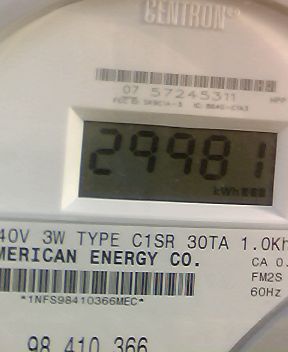 CENTRON®
07 57245311
29981
kWh
40V 3W TYPE C1SR 30TA 1.0Kh
MERICAN ENERGY CO.
CA 0.
FM2S
60Hz
*1NFS98410366MEC*
98 410 366